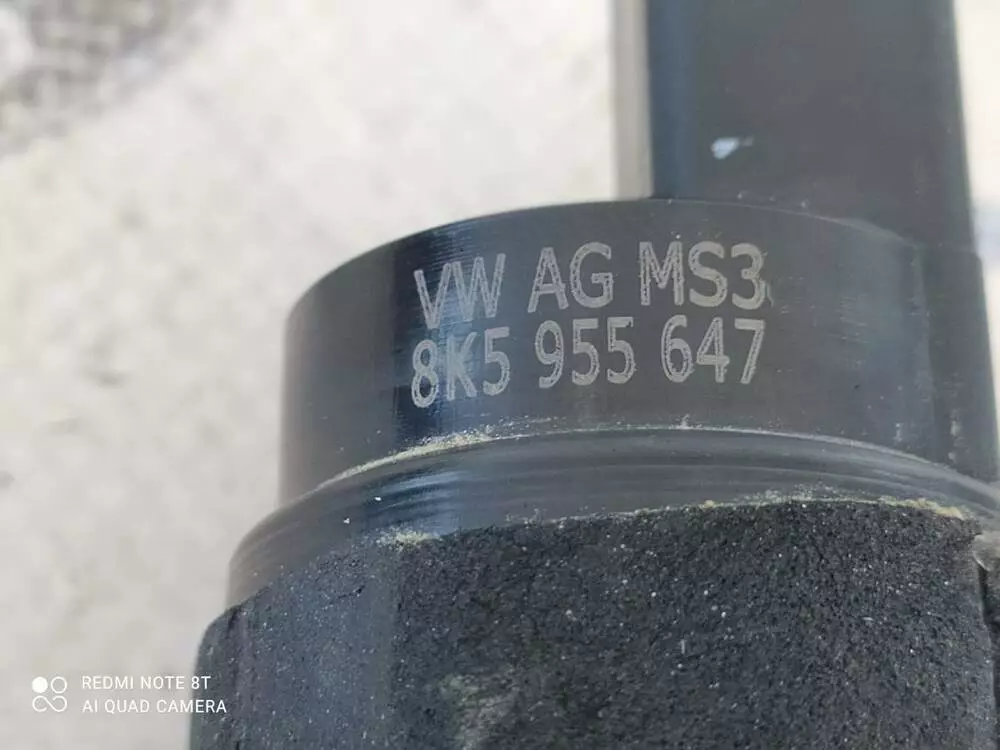 VW AG MS3
8K5 955 647
REDMI NOTE 8T
AI QUAD CAMERA